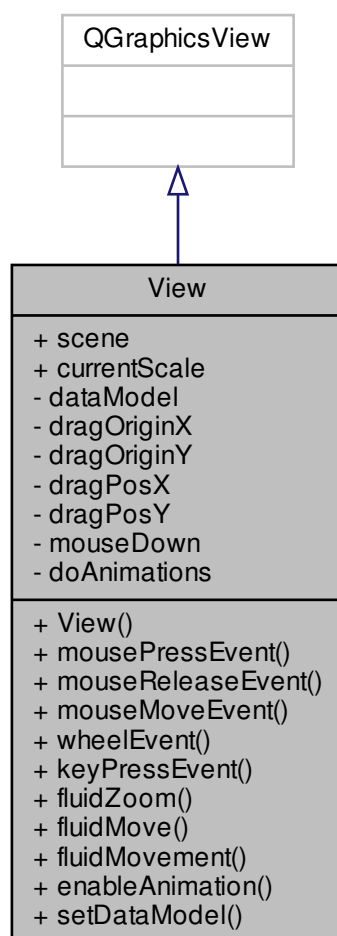 QGraphicsView
View
+ scene
+ currentScale
- dataModel
- dragOriginX
- dragOriginY
- dragPosX
- dragPosY
- mouseDown
- doAnimations
+ View()
+ mousePressEvent()
+ mouseReleaseEvent()
+ mouseMoveEvent()
+ wheelEvent()
+ keyPressEvent()
+ fluidZoom()
+ fluidMove()
+ fluidMovement()
+ enableAnimation()
+ setDataModel()